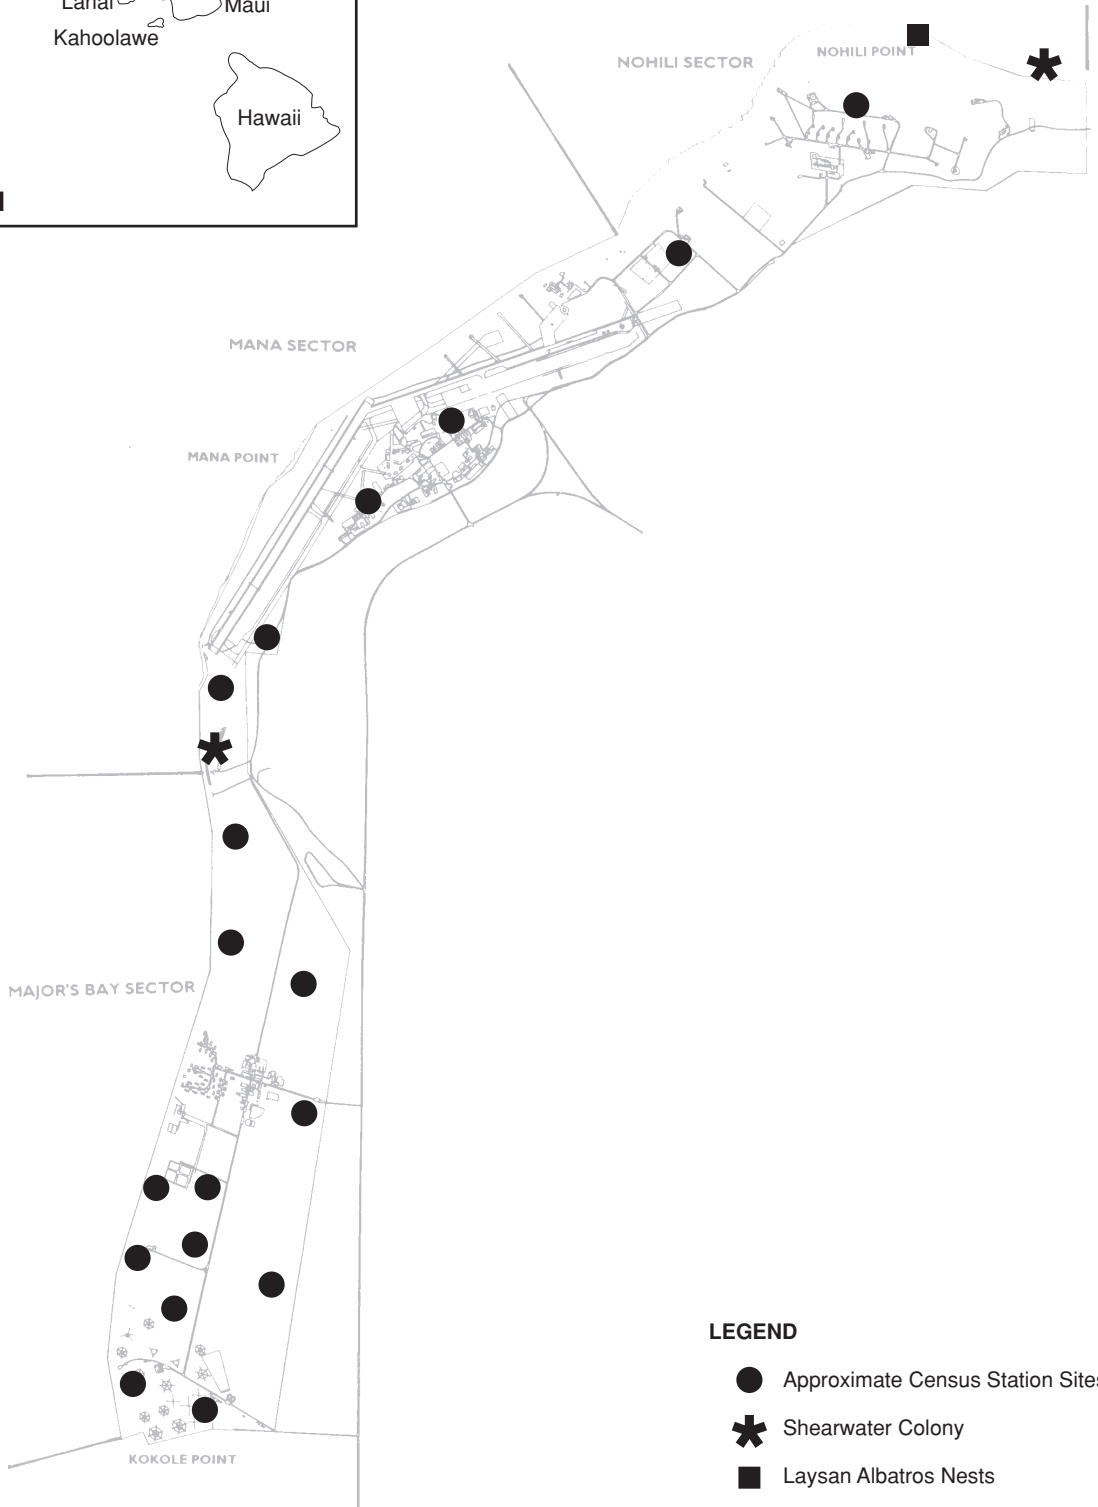 Lanai
Maui
Kahoolawe
Hawaii
NOHILI SECTOR
NOHILI POINT
MANA SECTOR
MANA POINT
MAJOR'S BAY SECTOR
KOKOLE POINT
LEGEND
Approximate Census Station Sites
Shearwater Colony
Laysan Albatros Nests